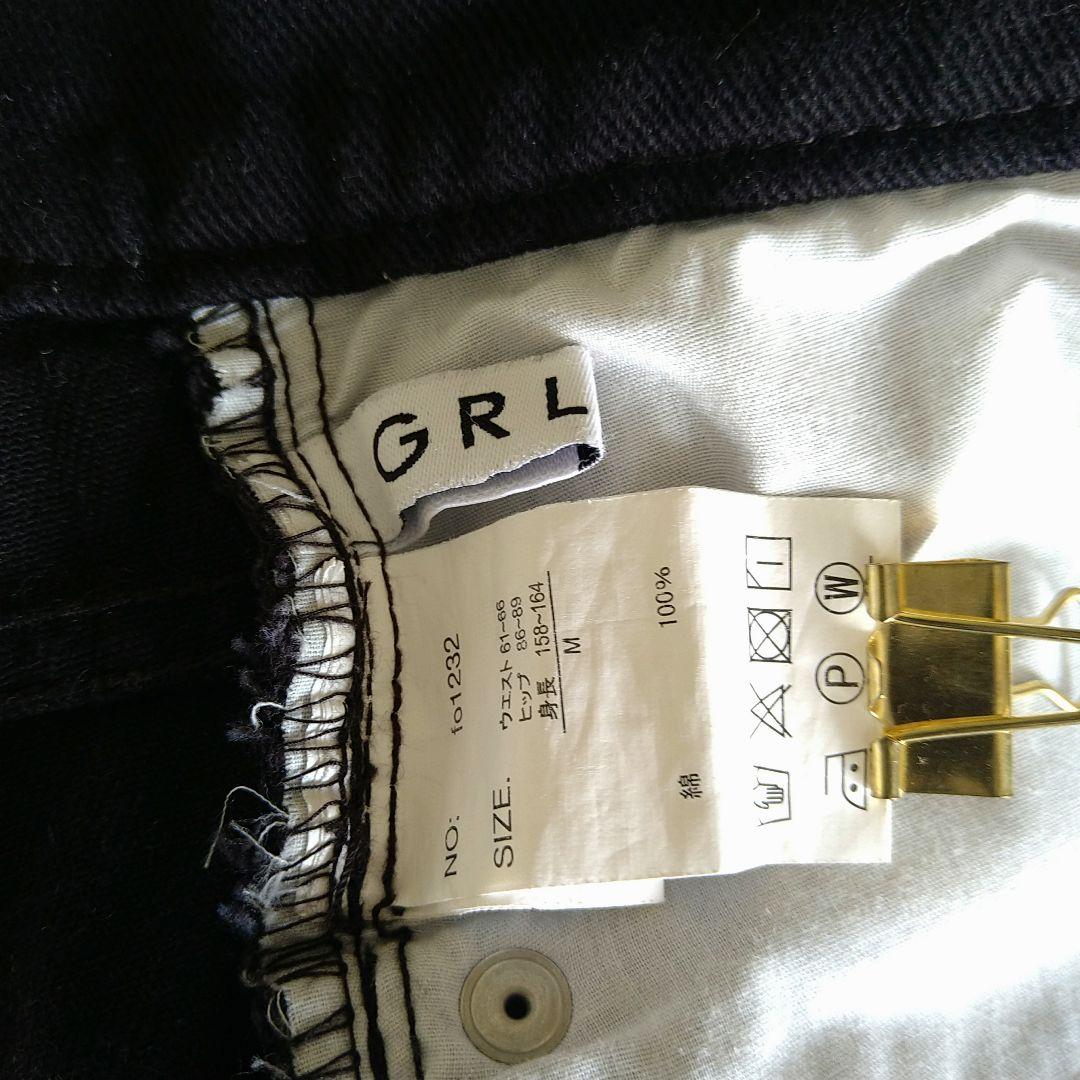 GRL
NO: fo1232
SIZE. ウエスト 61~66
ヒップ 86~89
身長 158~164
M
綿 100%
P W